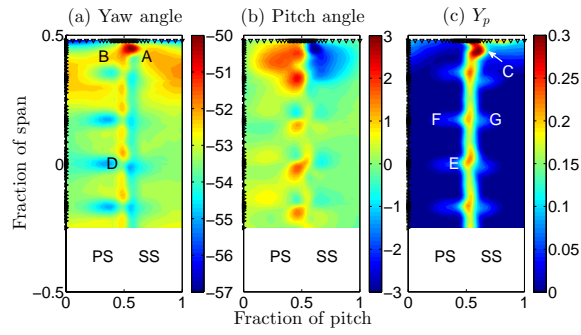 (a) Yaw angle
(b) Pitch angle
(c) Y_p
0.5
0
-0.5
Fraction of span
B
A
D
PS
SS
0
0.5
1
-50
-51
-52
-53
-54
-55
-56
-57
PS
SS
0
0.5
1
3
2
1
0
-1
-2
-3
C
F
G
E
PS
SS
0
0.5
1
0.3
0.25
0.2
0.15
0.1
0.05
0
Fraction of pitch